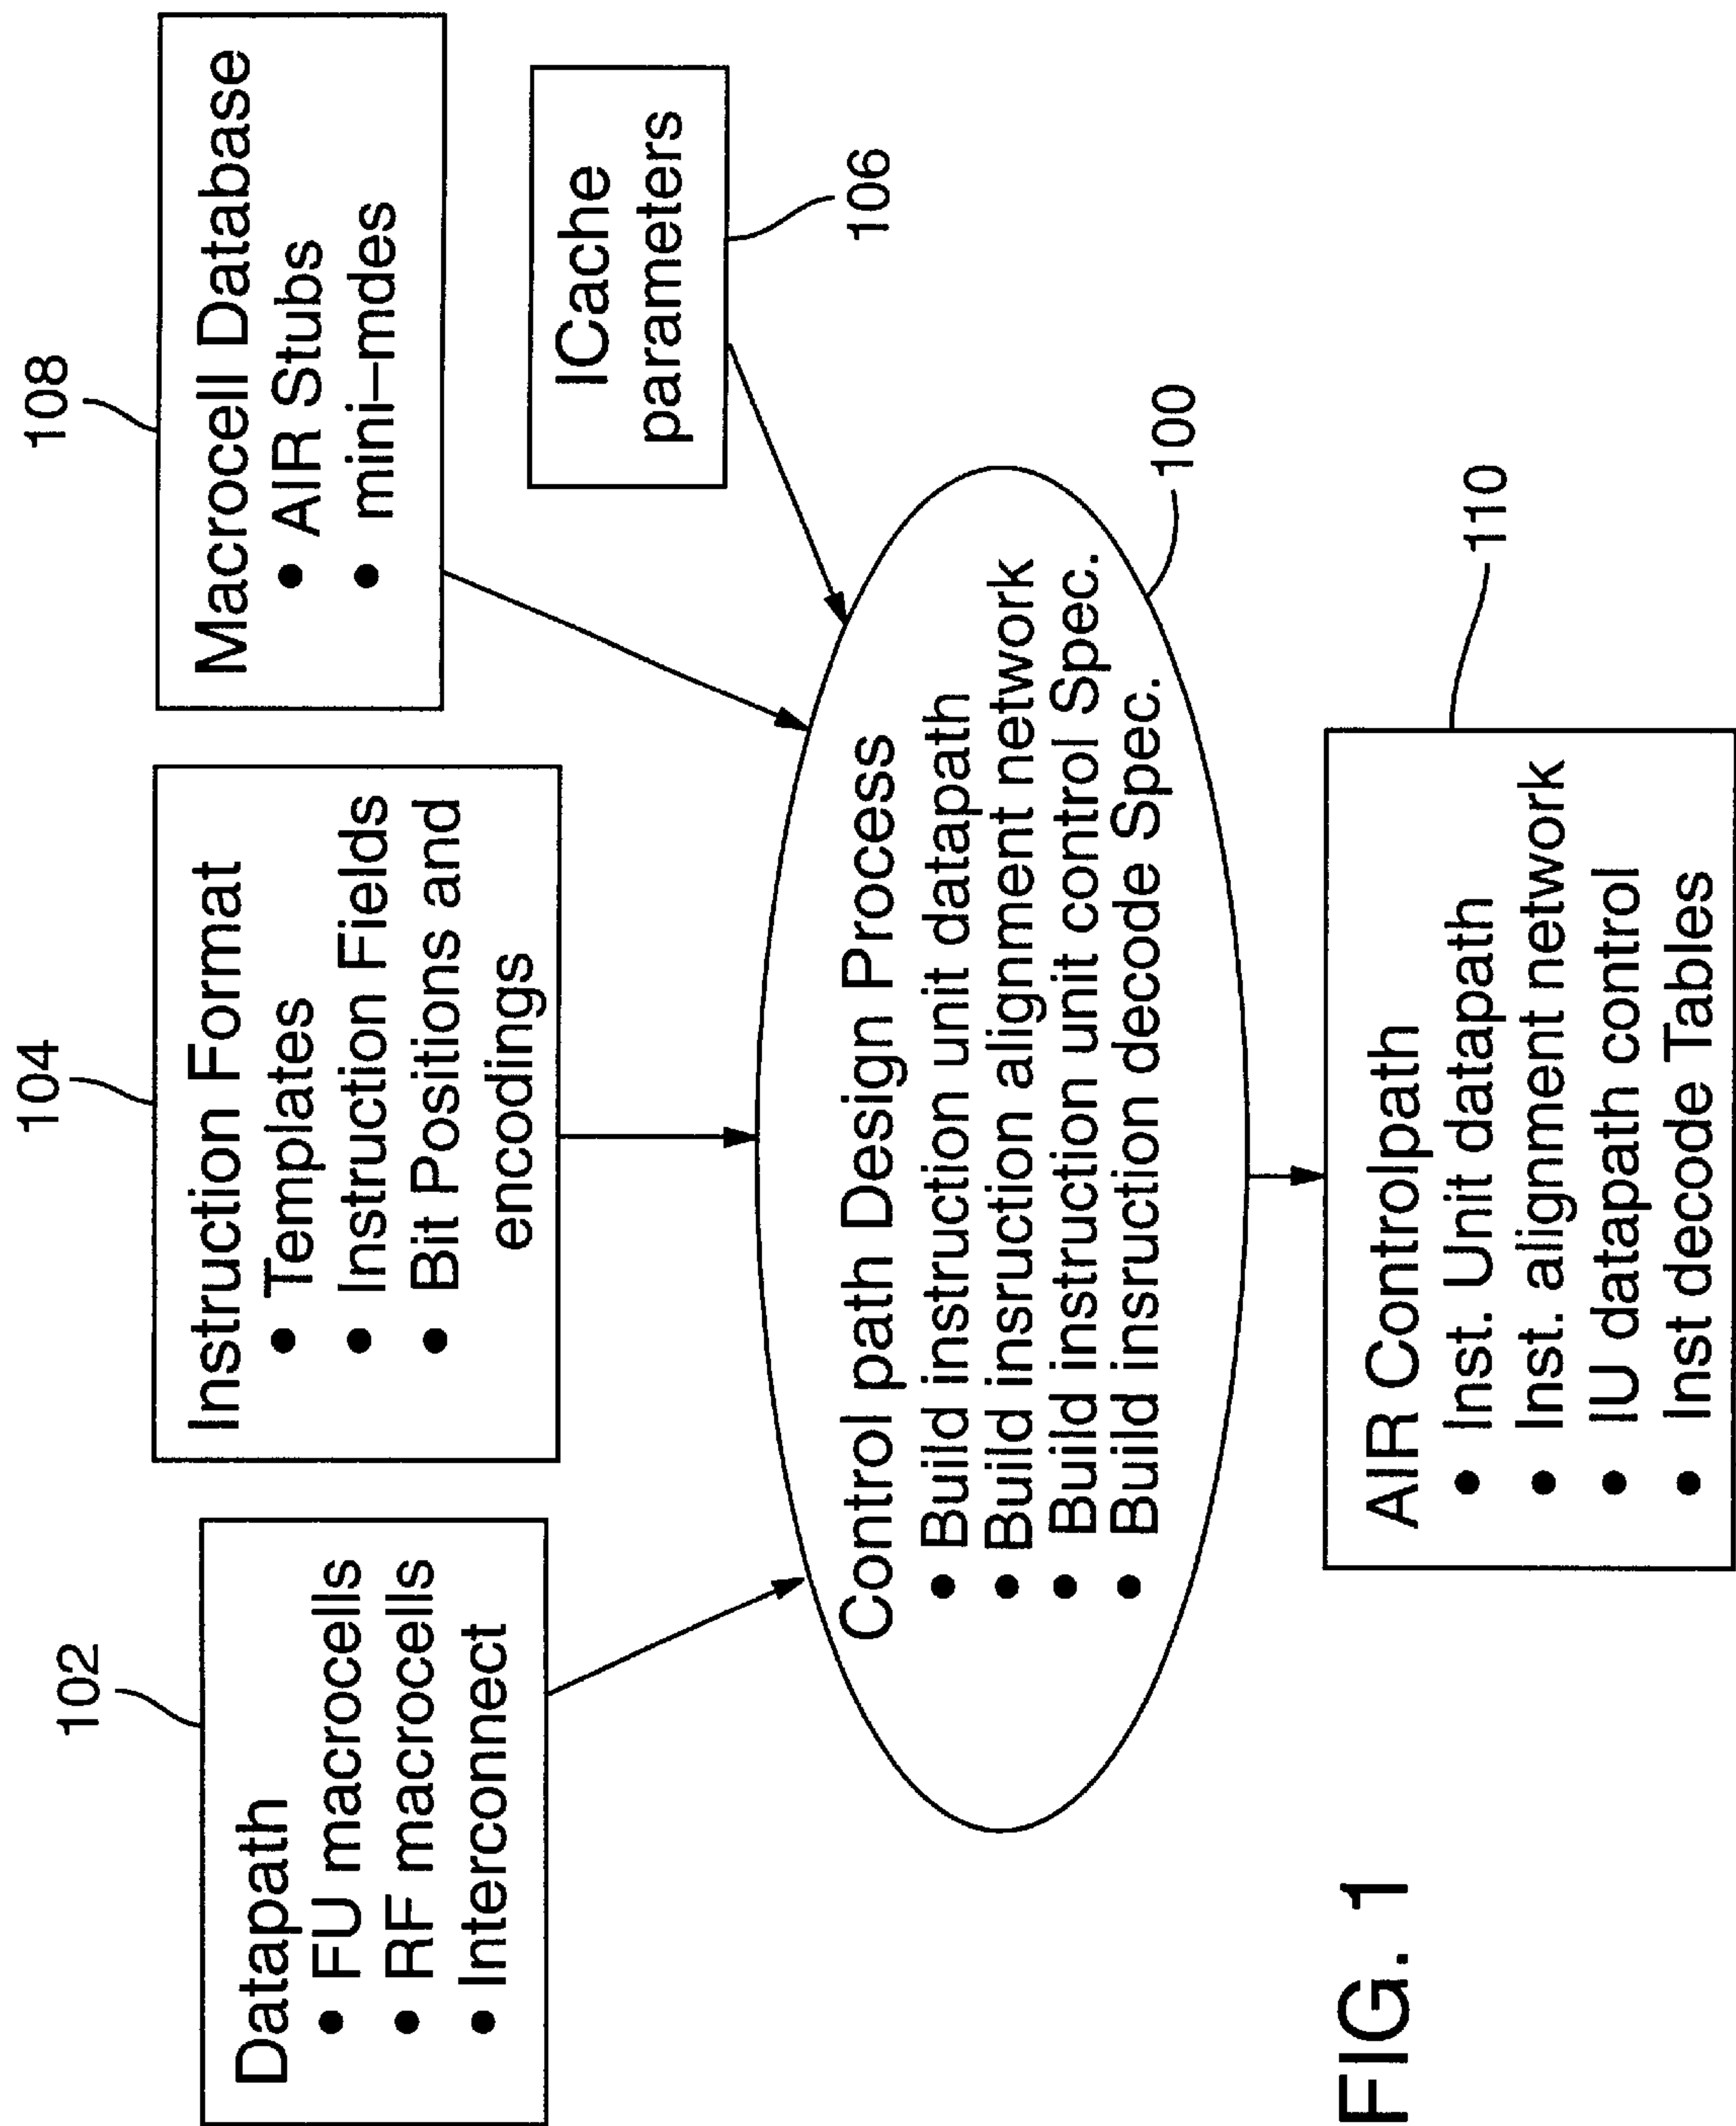 102
Datapath
• FU macrocells
• RF macrocells
• Interconnect
104
Instruction Format
• Templates
• Instruction Fields
• Bit Positions and
encodings
108
Macrocell Database
• AIR Stubs
• mini-mdes
ICache
parameters
106
Control path Design Process
• Build instruction unit datapath
• Build insruction alignment network
• Build instruction unit control Spec.
• Build insruction decode Spec.
100
AIR Controlpath
• Inst. Unit datapath
• Inst. alignment network
• IU datapath control
• Inst decode Tables
110
FIG. 1